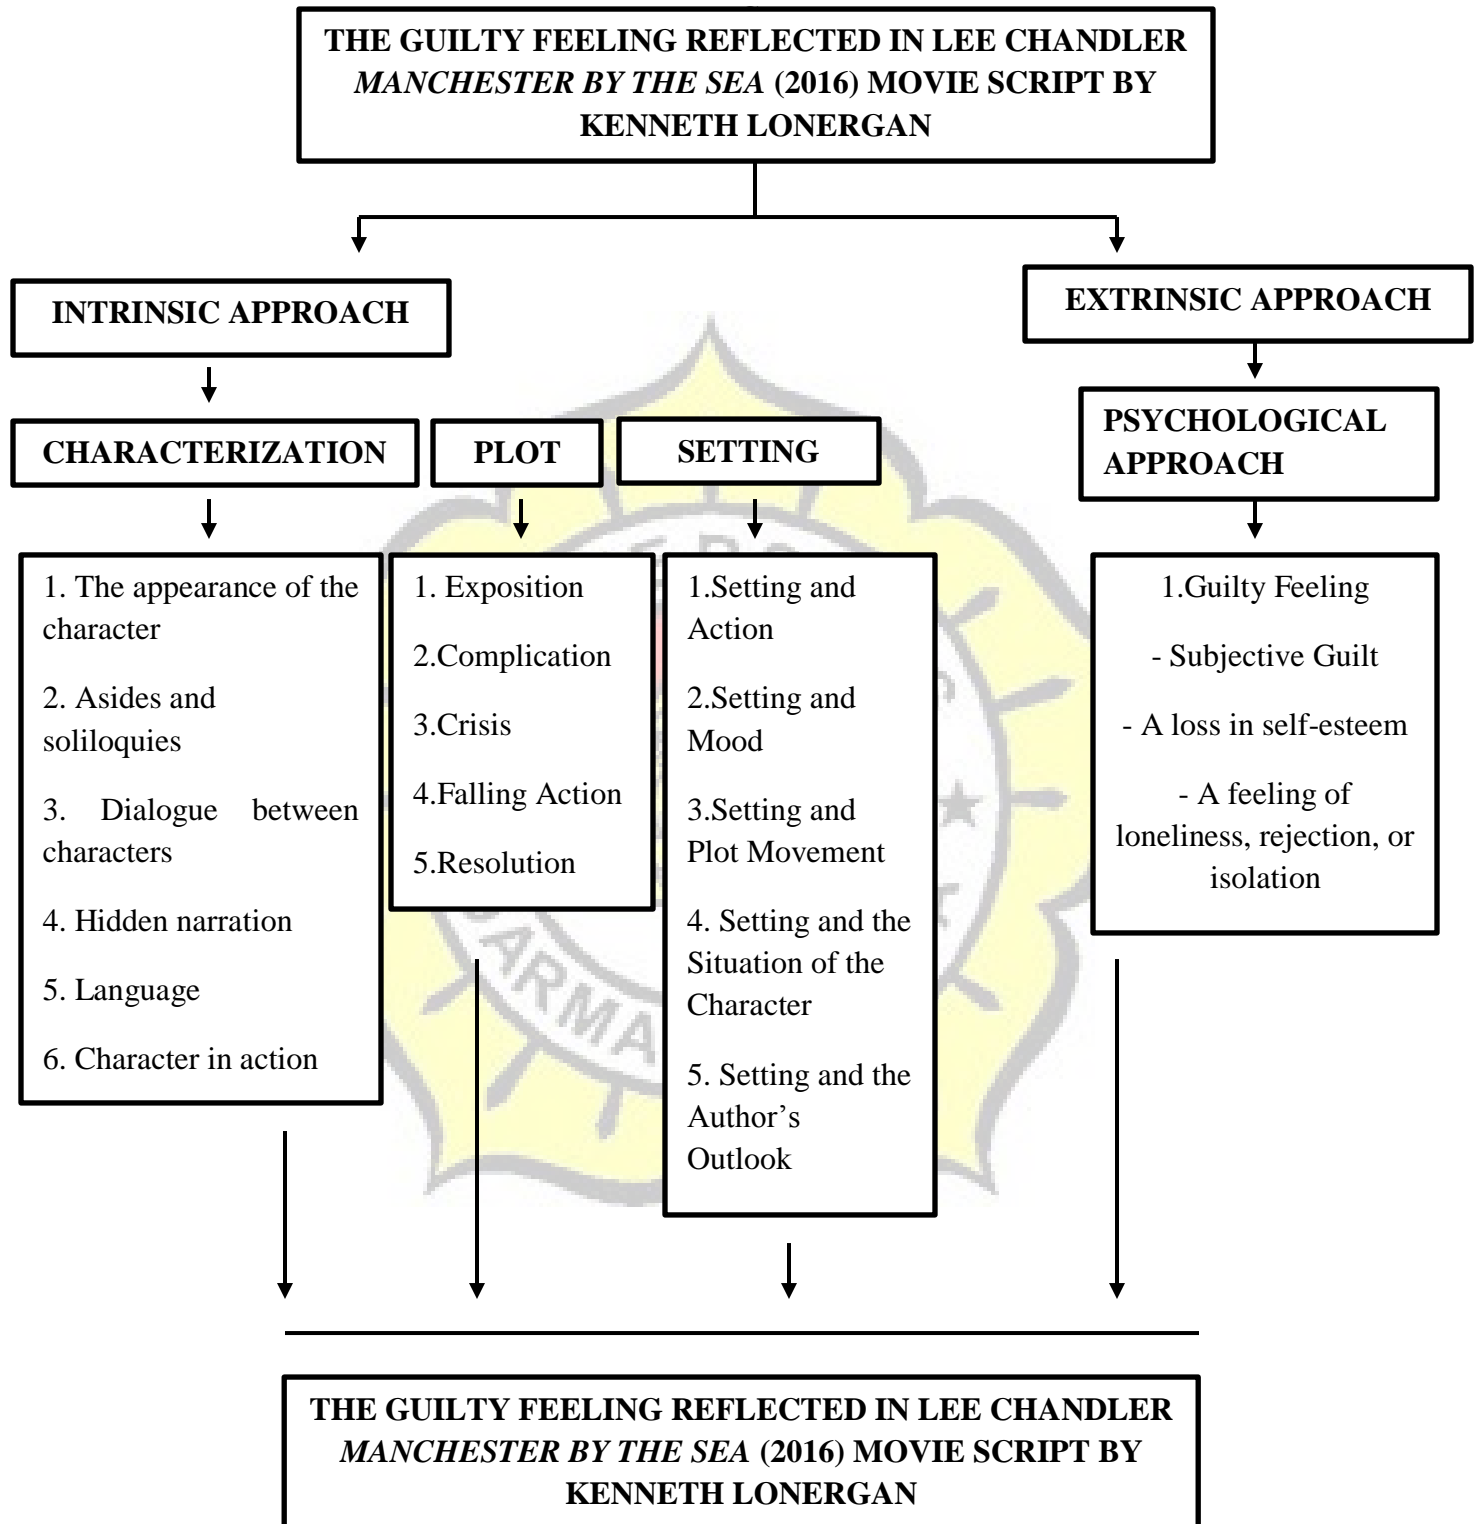 THE GUILTY FEELING REFLECTED IN LEE CHANDLER
MANCHESTER BY THE SEA (2016) MOVIE SCRIPT BY
KENNETH LONERGAN
INTRINSIC APPROACH
EXTRINSIC APPROACH
CHARACTERIZATION
PLOT
SETTING
PSYCHOLOGICAL
APPROACH
1. The appearance of the
character
2. Asides and
soliloquies
3. Dialogue between
characters
4. Hidden narration
5. Language
6. Character in action
1. Exposition
2.Complication
3.Crisis
4.Falling Action
5.Resolution
1.Setting and
Action
2.Setting and
Mood
3.Setting and
Plot Movement
4. Setting and the
Situation of the
Character
5. Setting and the
Author’s
Outlook
1.Guilty Feeling
- Subjective Guilt
- A loss in self-esteem
- A feeling of
loneliness, rejection, or
isolation
THE GUILTY FEELING REFLECTED IN LEE CHANDLER
MANCHESTER BY THE SEA (2016) MOVIE SCRIPT BY
KENNETH LONERGAN